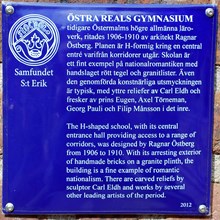 ÖSTRA REALS GYMNASIUM
tidigare Östermalms högre allmänna läro-
verk, ritades 1906-1910 av arkitekt Ragnar
Östberg. Planen är H-formig kring en central
entré varifrån korridorer utgår. Skolan är
ett fint exempel på nationalromantiken med
handslaget rött tegel och granitlister. Även
den genomförda konstnärliga utsmyckningen
är typisk, med yttre reliefer av Carl Eldh och
fresker av prins Eugen, Axel Törneman,
Georg Pauli och Filip Månsson i det inre.
Samfundet
S:t Erik
The H-shaped school, with its central
entrance hall providing access to a range of
corridors, was designed by Ragnar Östberg
from 1906 to 1910. With its arresting exterior
of handmade bricks on a granite plinth, the
building is a fine example of romantic
nationalism. There are carved reliefs by
sculptor Carl Eldh and works by several
other leading artists of the period.
2012